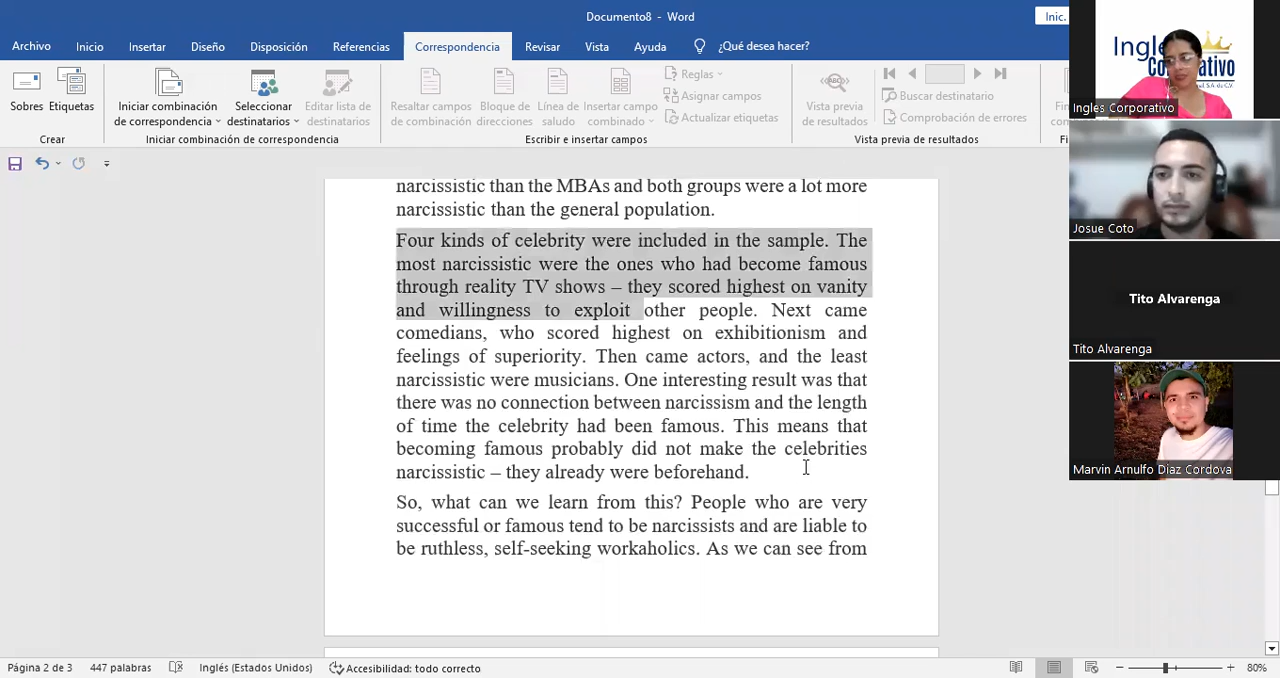 Documento8 - Word
Inic.
Archivo Inicio Insertar Diseño Disposición Referencias Correspondencia Revisar Vista Ayuda ¿Qué desea hacer?
Sobres Etiquetas
Crear
Iniciar combinación de correspondencia
Seleccionar destinatarios
Editar lista de destinatarios
Iniciar combinación de correspondencia
Resaltar campos
de combinación
Bloque de direcciones
Línea de saludo
Insertar campo combinado
Reglas
Asignar campos
Actualizar etiquetas
Escribir e insertar campos
Vista previa de resultados
Buscar destinatario
Comprobación de errores
Vista previa de resultados
narcissistic than the MBAs and both groups were a lot more
narcissistic than the general population.
Four kinds of celebrity were included in the sample. The
most narcissistic were the ones who had become famous
through reality TV shows – they scored highest on vanity
and willingness to exploit other people. Next came
comedians, who scored highest on exhibitionism and
feelings of superiority. Then came actors, and the least
narcissistic were musicians. One interesting result was that
there was no connection between narcissism and the length
of time the celebrity had been famous. This means that
becoming famous probably did not make the celebrities
narcissistic – they already were beforehand.
So, what can we learn from this? People who are very
successful or famous tend to be narcissists and are liable to
be ruthless, self-seeking workaholics. As we can see from
Ingles Corporativo
Josue Coto
Tito Alvarenga
Tito Alvarenga
Marvin Arnulfo Diaz Cordova
Página 2 de 3 447 palabras Inglés (Estados Unidos) Accesibilidad: todo correcto 80%